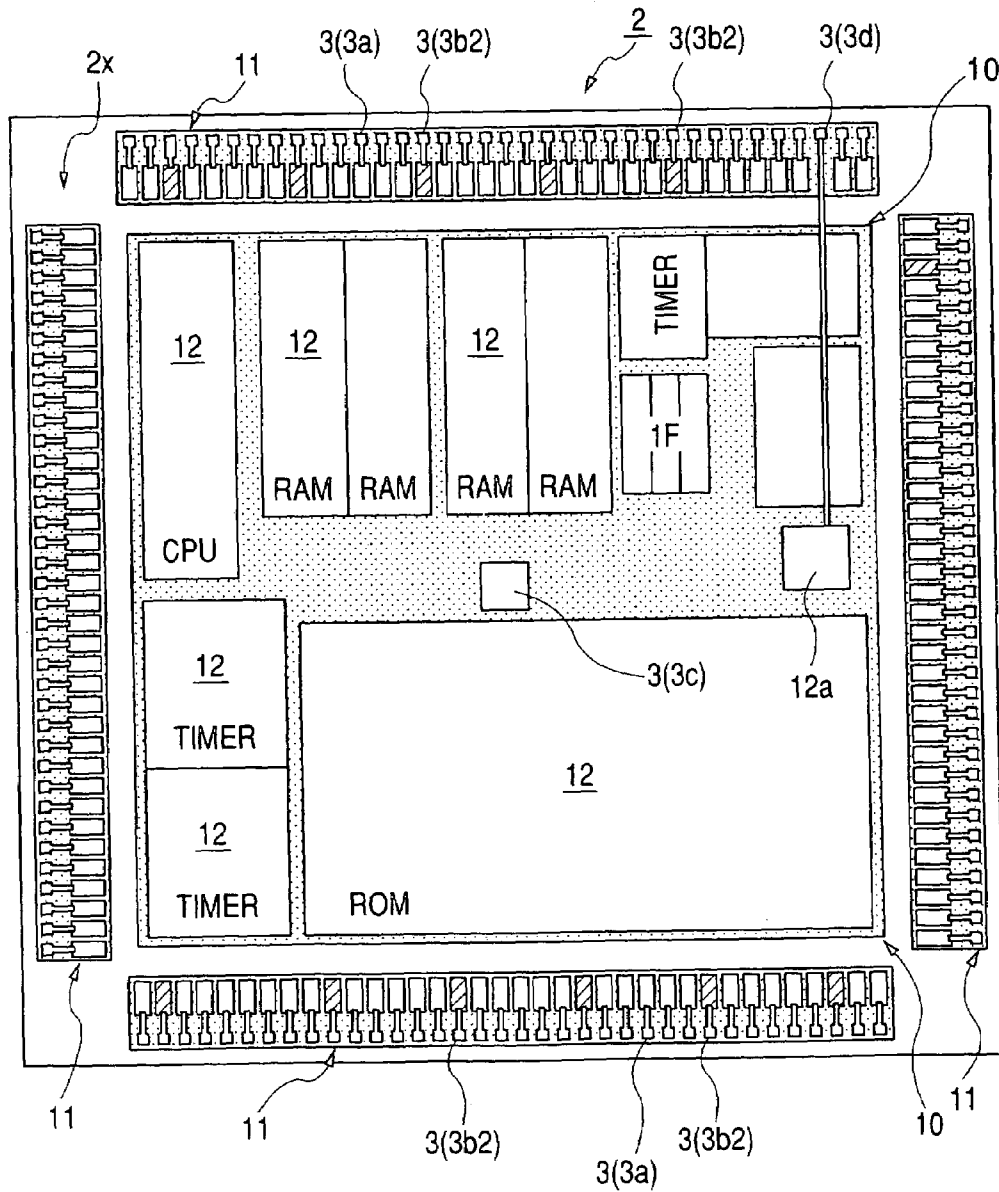 2
3(3a) 3(3b2) 3(3b2) 3(3d)
2x 11 10
TIMER
12 12 12
1F
RAM RAM RAM RAM
CPU
12
3(3c) 12a
TIMER
12
12
TIMER ROM
11 11 3(3b2) 3(3a) 3(3b2) 10 11